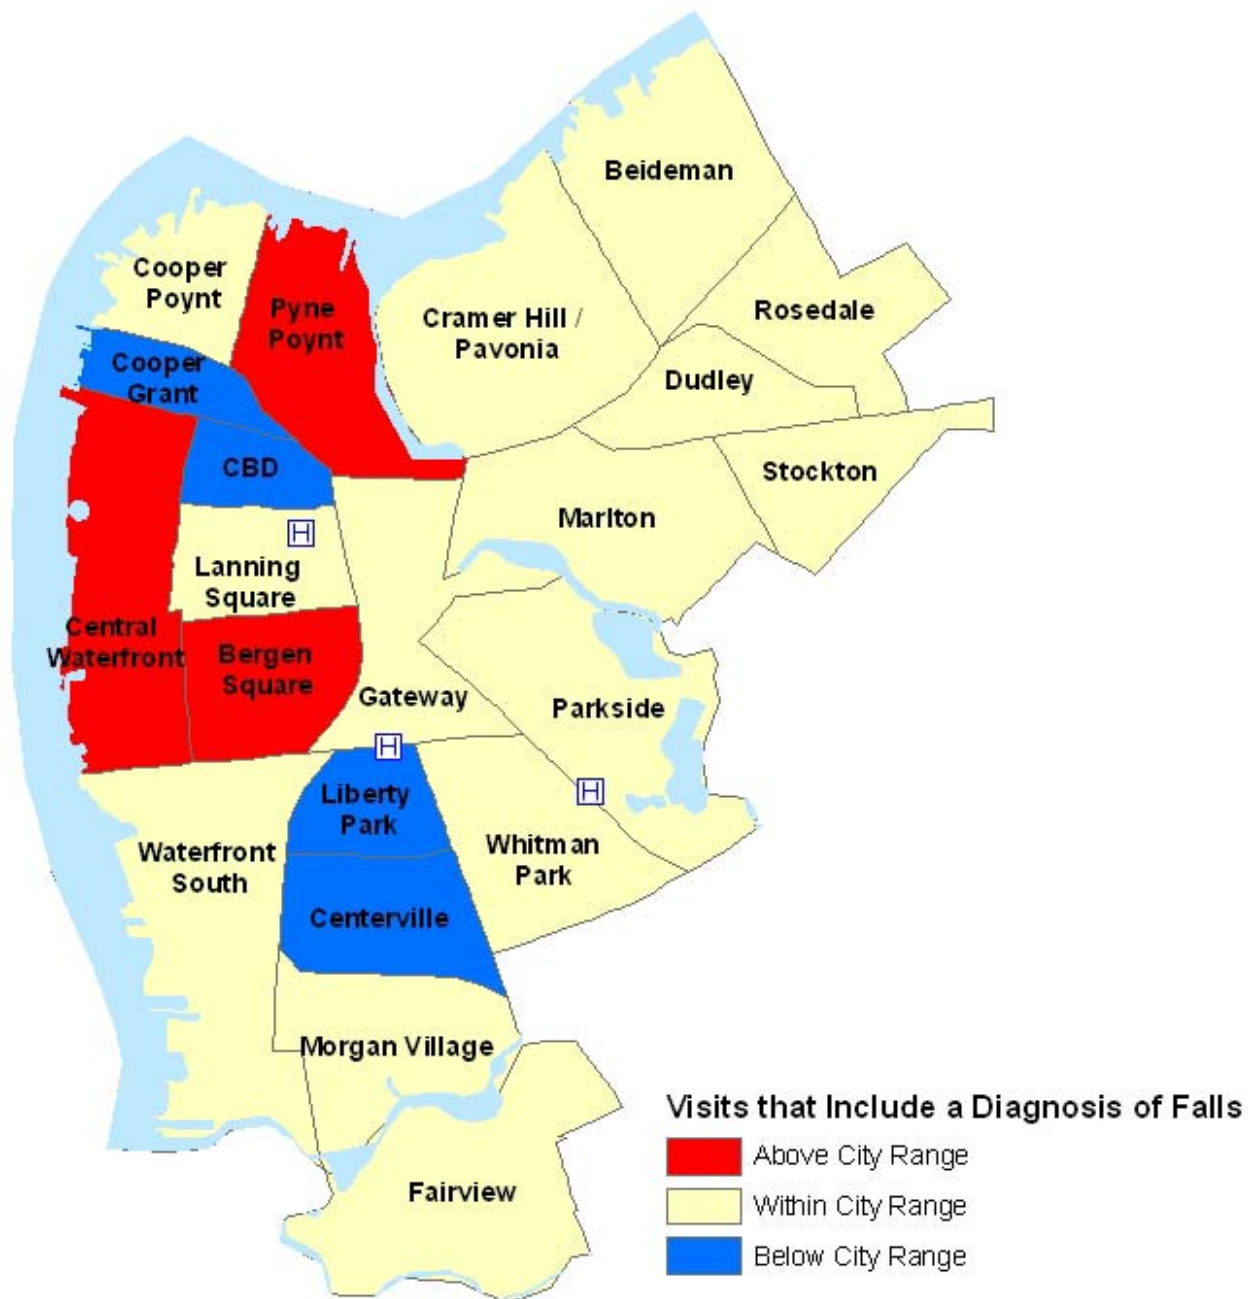 Beideman
Cooper
Poynt
Pyne
Poynt
Cramer Hill /
Pavonia
Rosedale
Cooper
Grant
Dudley
CBD
Stockton
Marlton
H
Lanning
Square
Central
Waterfront
Bergen
Square
Gateway
Parkside
H
H
Liberty
Park
Waterfront
South
Whitman
Park
Centerville
Morgan Village
Fairview
Visits that Include a Diagnosis of Falls
Above City Range
Within City Range
Below City Range